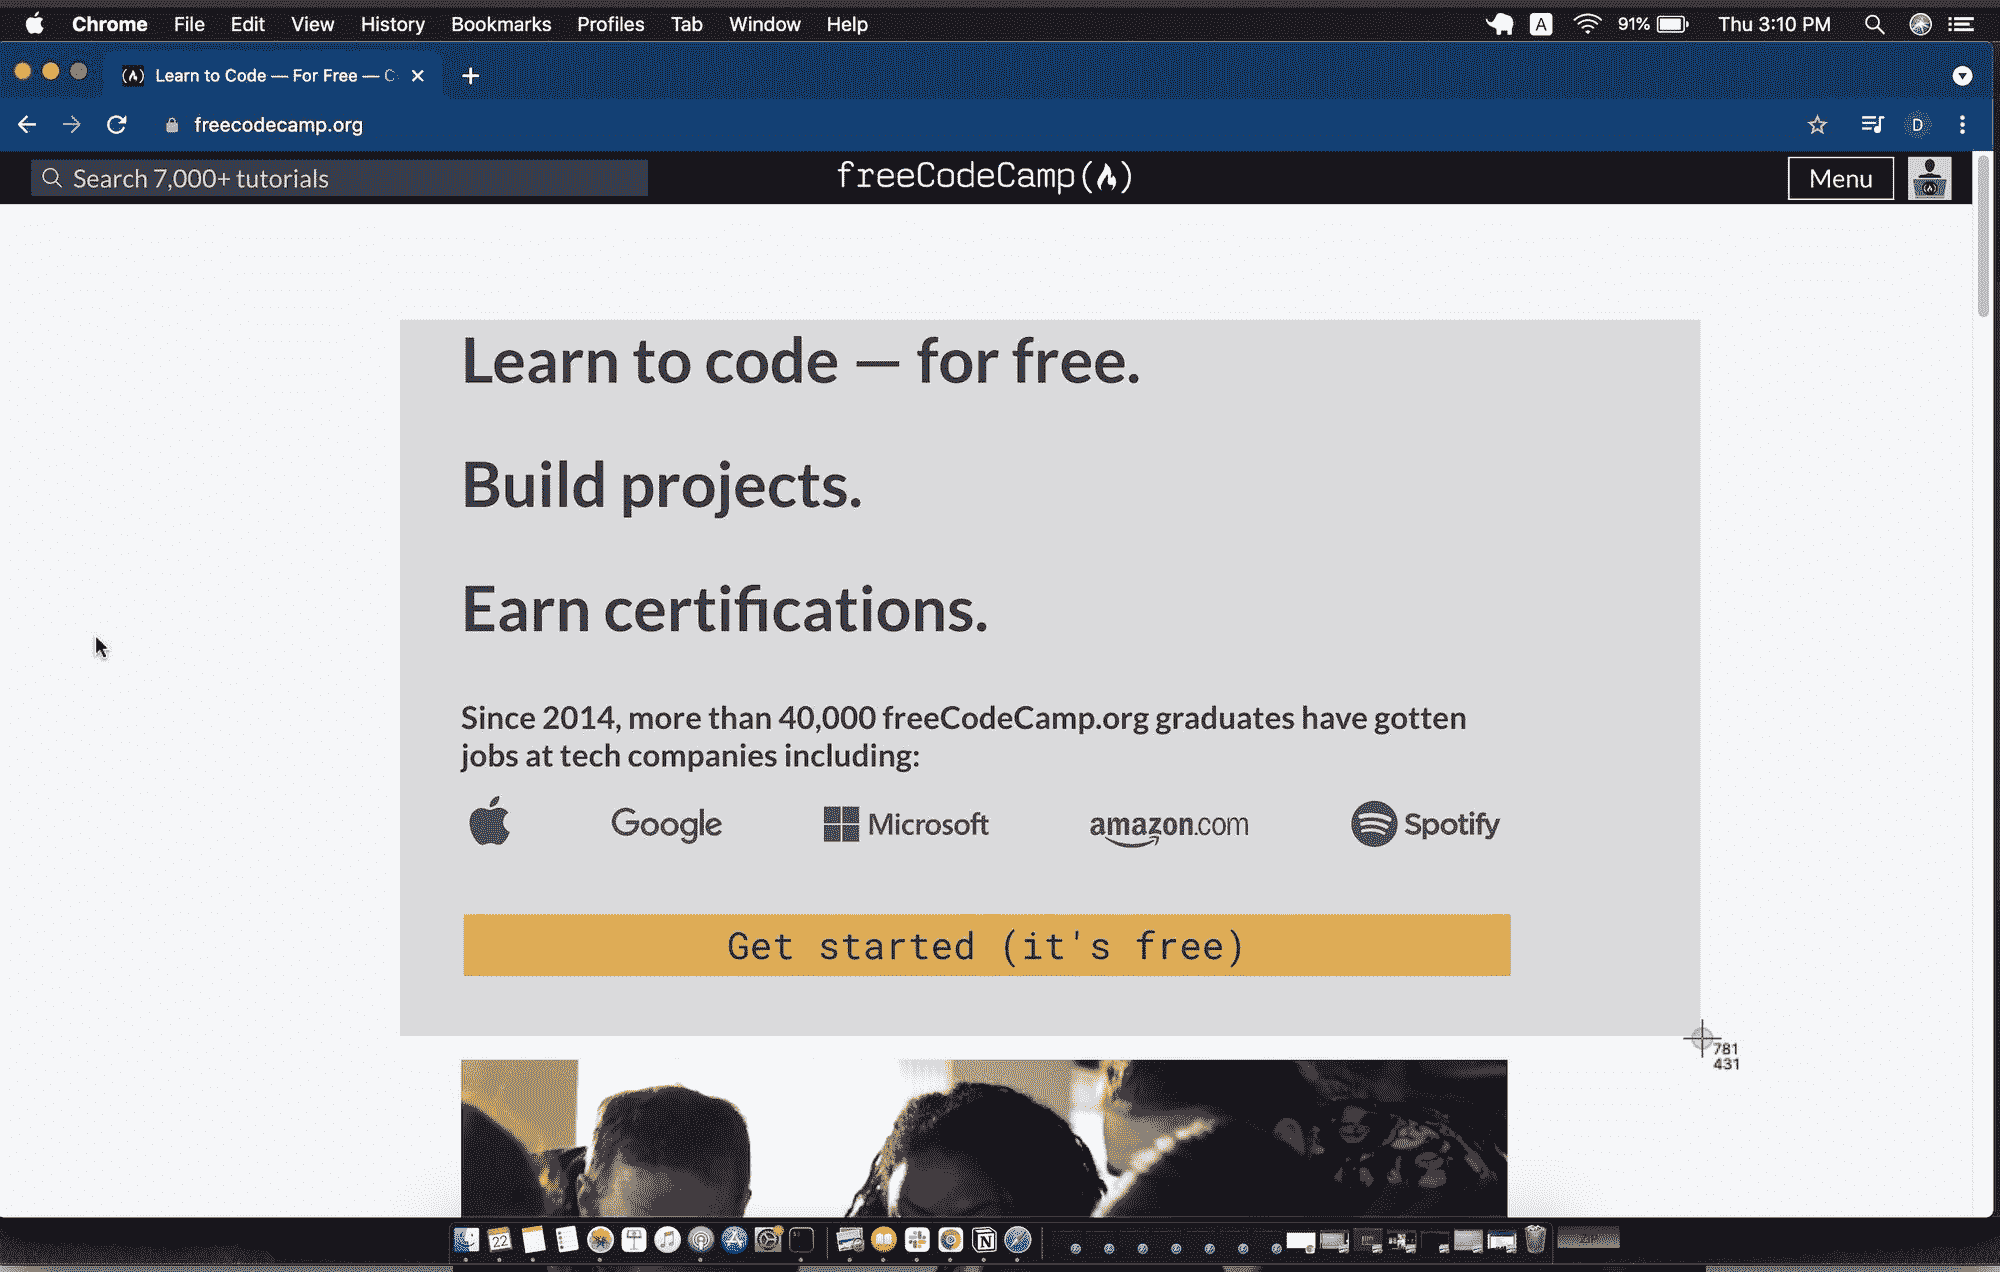 Chrome File Edit View History Bookmarks Profiles Tab Window Help A 91% Thu 3:10 PM
Learn to Code — For Free — C
freecodecamp.org D
Search 7,000+ tutorials freeCodeCamp Menu
Learn to code — for free.
Build projects.
Earn certifications.
Since 2014, more than 40,000 freeCodeCamp.org graduates have gotten
jobs at tech companies including:
Google Microsoft amazon.com Spotify
Get started (it's free)
781
431
22